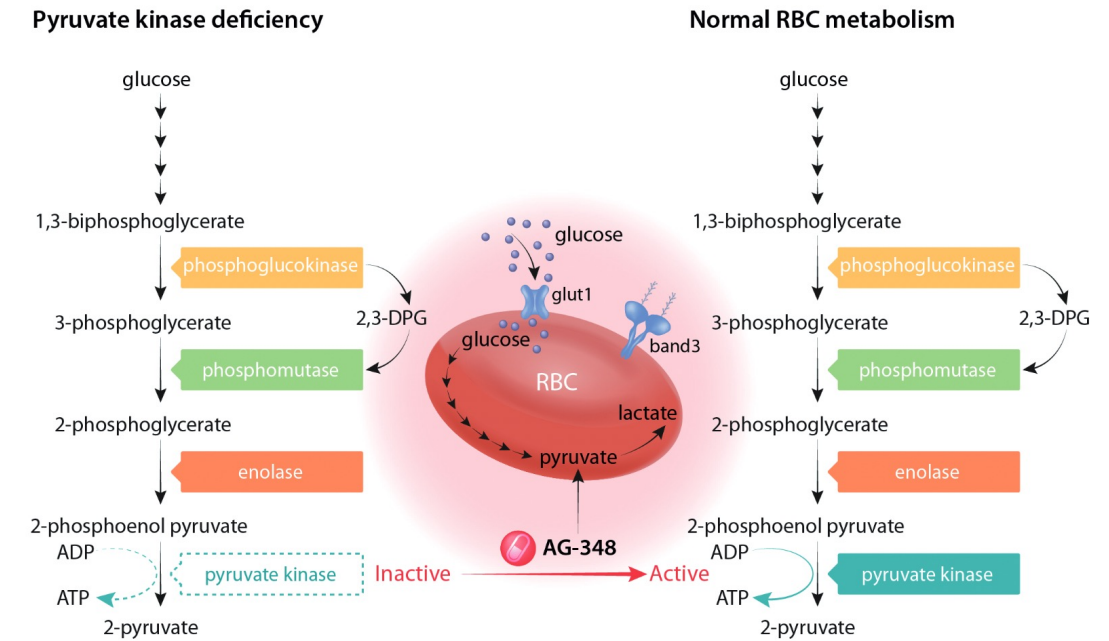 Pyruvate kinase deficiency
glucose
1,3-biphosphoglycerate
phosphoglucokinase
3-phosphoglycerate
2,3-DPG
phosphomutase
2-phosphoglycerate
enolase
2-phosphoenol pyruvate
ADP
pyruvate kinase
ATP
2-pyruvate
glucose
glut1
glucose
band3
RBC
lactate
pyruvate
AG-348
Inactive
Active
Normal RBC metabolism
glucose
1,3-biphosphoglycerate
phosphoglucokinase
3-phosphoglycerate
2,3-DPG
phosphomutase
2-phosphoglycerate
enolase
2-phosphoenol pyruvate
ADP
pyruvate kinase
ATP
2-pyruvate